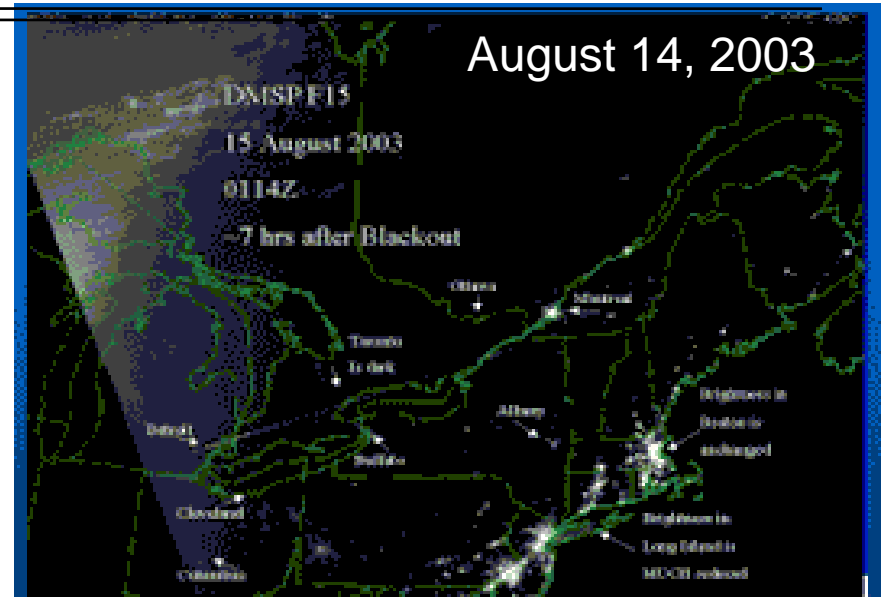 August 14, 2003
DMSP F15
15 August 2003
0114Z
~7 hrs after Blackout
Ottawa
Montreal
Toronto
Is dark
Albany
Brightness in
Boston is
unchanged
Detroit
Buffalo
Cleveland
Brightness in
Long Island is
MUCH reduced
Columbus